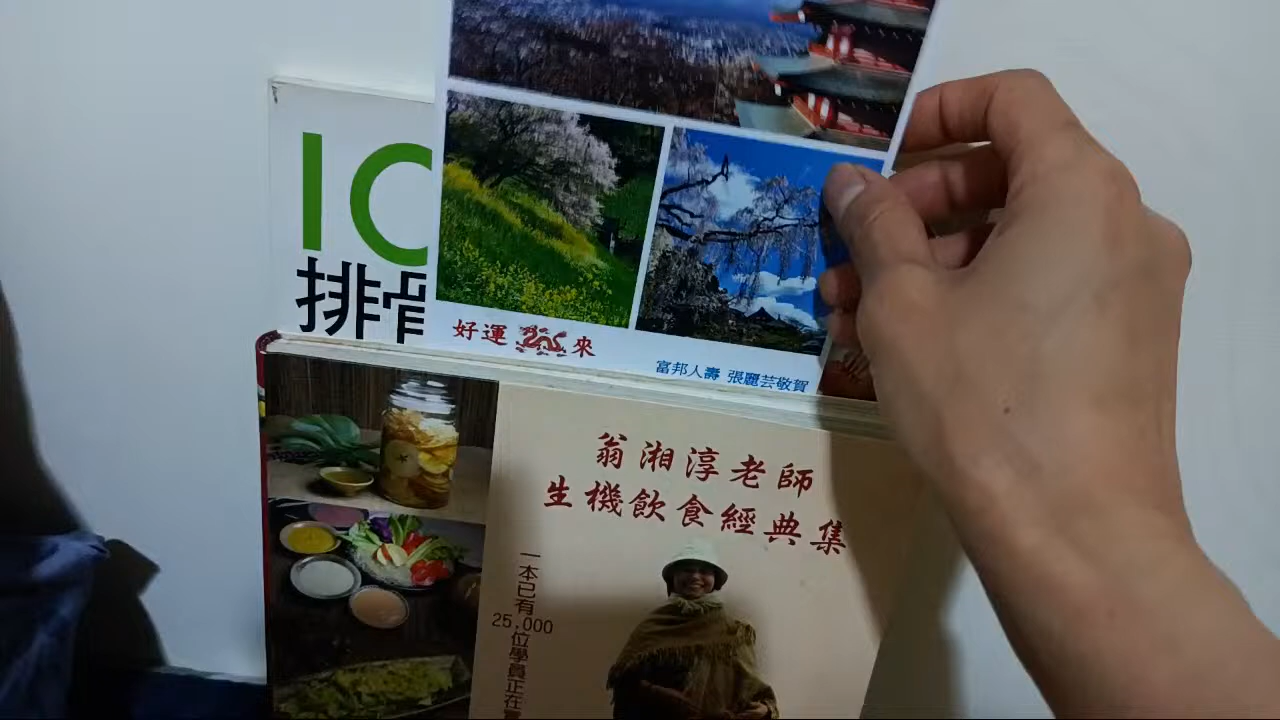 IC
排骨
好運 來
富邦人壽 張麗芸敬賀
翁湘淳老師
生機飲食經典集
一本已有
25,000
位學員正在